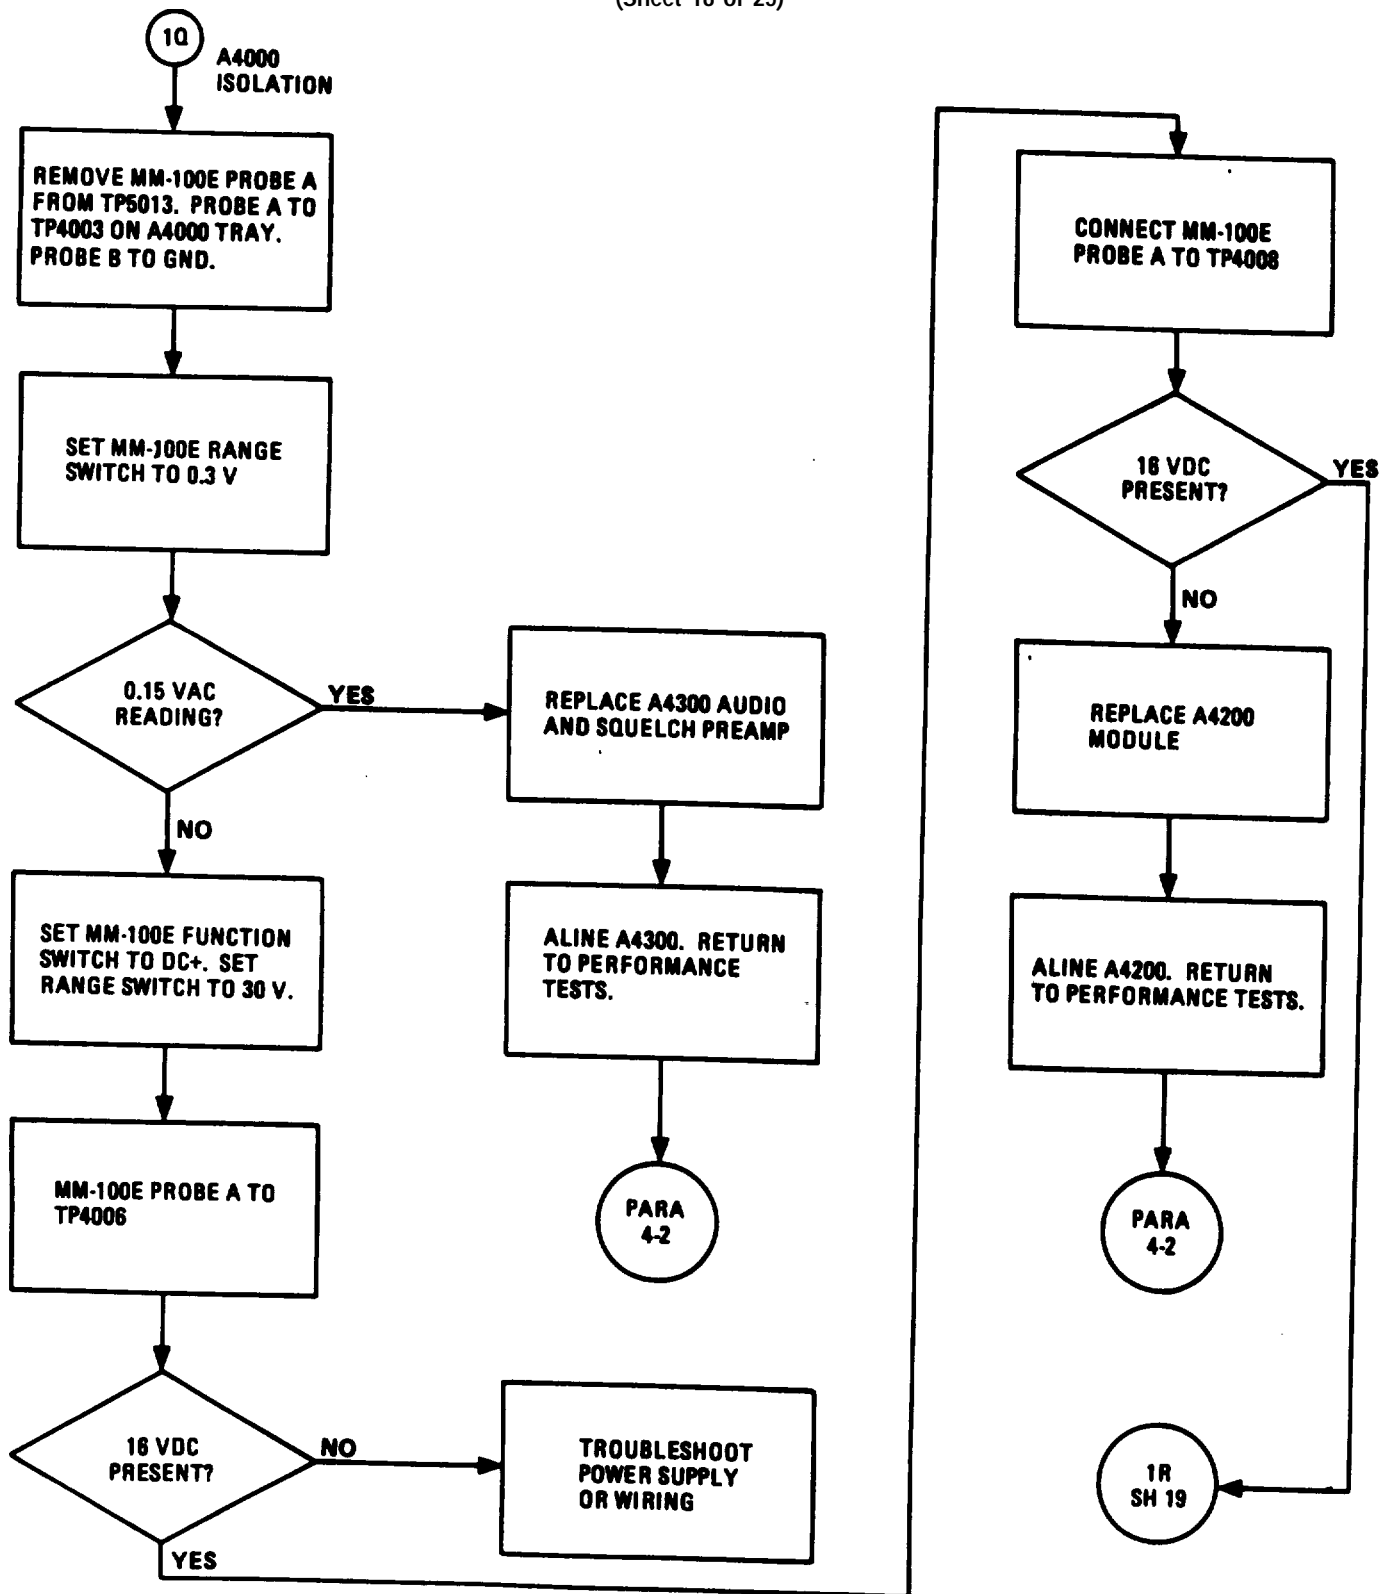 1Q
A4000
ISOLATION
REMOVE MM-100E PROBE A
FROM TP5013. PROBE A TO
TP4003 ON A4000 TRAY.
PROBE B TO GND.
SET MM-100E RANGE
SWITCH TO 0.3 V
0.15 VAC
READING?
YES
REPLACE A4300 AUDIO
AND SQUELCH PREAMP
ALINE A4300. RETURN
TO PERFORMANCE
TESTS.
PARA
4-2
NO
SET MM-100E FUNCTION
SWITCH TO DC+. SET
RANGE SWITCH TO 30 V.
MM-100E PROBE A TO
TP4006
16 VDC
PRESENT?
NO
TROUBLESHOOT
POWER SUPPLY
OR WIRING
YES
CONNECT MM-100E
PROBE A TO TP4008
16 VDC
PRESENT?
YES
NO
REPLACE A4200
MODULE
ALINE A4200. RETURN
TO PERFORMANCE TESTS.
PARA
4-2
1R
SH 19